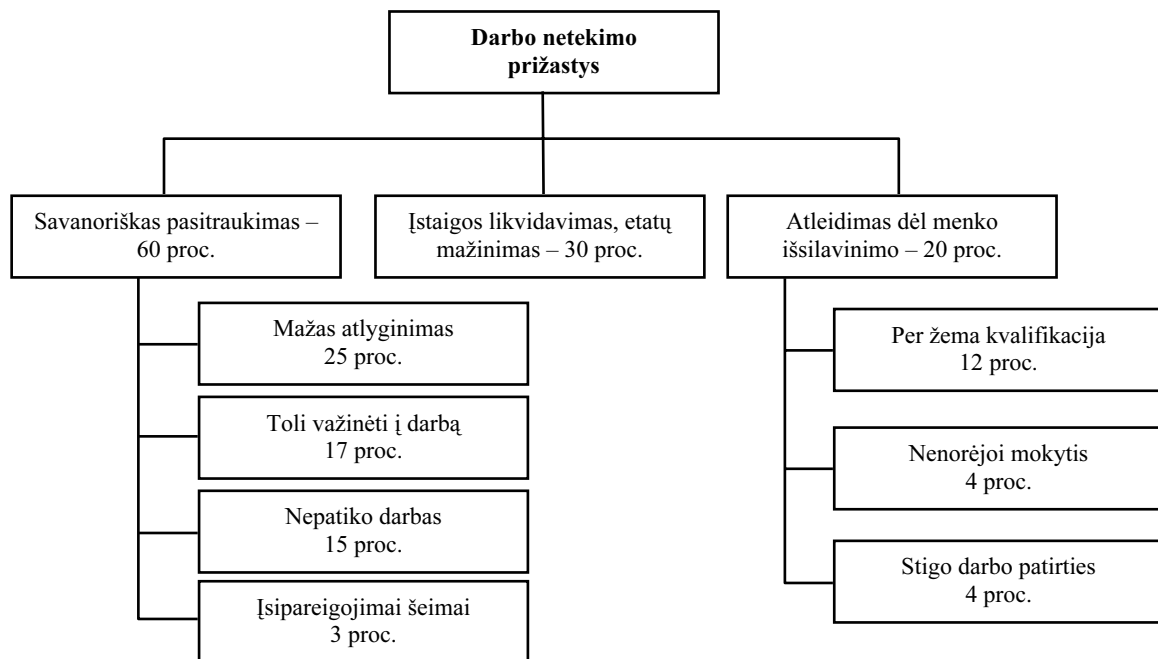 Darbo netekimo
prižastys
Savanoriškas pasitraukimas –
60 proc.
Įstaigos likvidavimas, etatų
mažinimas – 30 proc.
Atleidimas dėl menko
išsilavinimo – 20 proc.
Mažas atlyginimas
25 proc.
Toli važinėti į darbą
17 proc.
Nepatiko darbas
15 proc.
Įsipareigojimai šeimai
3 proc.
Per žema kvalifikacija
12 proc.
Nenorėjoi mokytis
4 proc.
Stigo darbo patirties
4 proc.